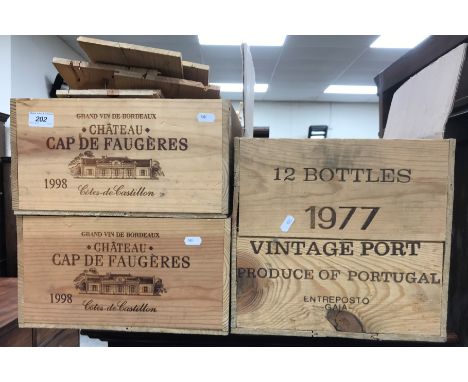 202
GRAND VIN DE BORDEAUX
CHÂTEAU
CAP DE FAUGÈRES
1998
Côtes-de-Castillon
GRAND VIN DE BORDEAUX
CHÂTEAU
CAP DE FAUGÈRES
1998
Côtes-de-Castillon
12 BOTTLES
1977
VINTAGE PORT
PRODUCE OF PORTUGAL
ENTREPOSTO
GAIA